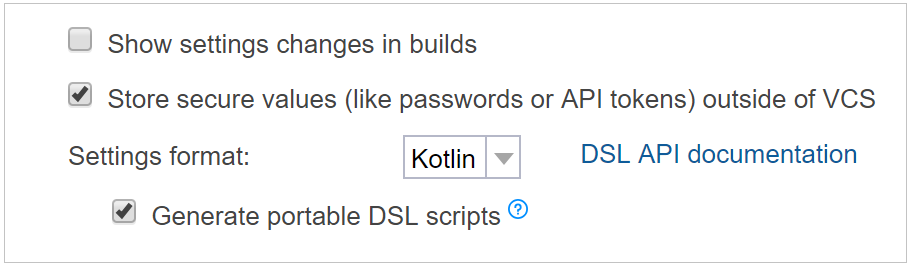 Show settings changes in builds
Store secure values (like passwords or API tokens) outside of VCS
Settings format: Kotlin DSL API documentation
Generate portable DSL scripts ?